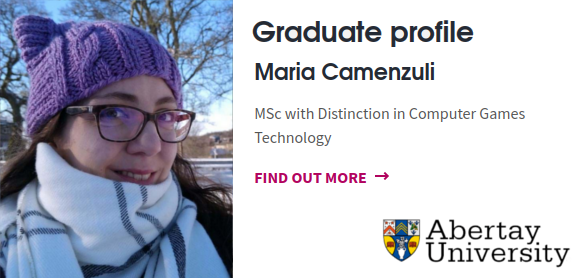 Graduate profile
Maria Camenzuli
MSc with Distinction in Computer Games
Technology
FIND OUT MORE →
Abertay
University